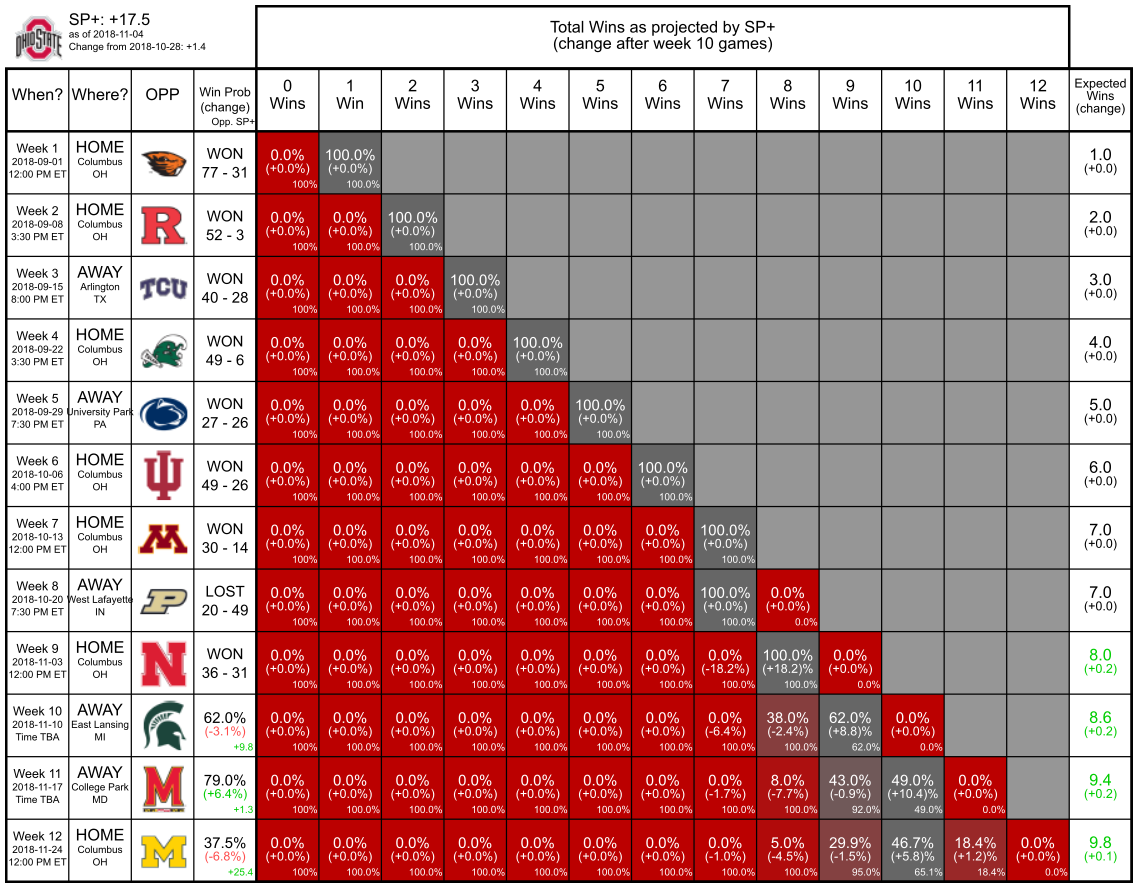 OHIO STATE
SP+: +17.5
as of 2018-11-04
Change from 2018-10-28: +1.4
Total Wins as projected by SP+
(change after week 10 games)
When? Where? OPP
Win Prob
(change)
Opp. SP+
0 1 2 3 4 5 6 7 8 9 10 11 12
Wins Win Wins Wins Wins Wins Wins Wins Wins Wins Wins Wins Wins
Expected
Wins
(change)
Week 1
2018-09-01
12:00 PM ET
HOME
Columbus
OH
WON
77 - 31
0.0% 100.0%
(+0.0%) (+0.0%)
100% 100.0%
1.0
(+0.0)
Week 2
2018-09-08
3:30 PM ET
HOME
Columbus
OH
R
WON
52 - 3
0.0% 0.0% 100.0%
(+0.0%) (+0.0%) (+0.0%)
100% 100.0% 100.0%
2.0
(+0.0)
Week 3
2018-09-15
8:00 PM ET
AWAY
Arlington
TX
TCU
WON
40 - 28
0.0% 0.0% 0.0% 100.0%
(+0.0%) (+0.0%) (+0.0%) (+0.0%)
100% 100.0% 100.0% 100.0%
3.0
(+0.0)
Week 4
2018-09-22
3:30 PM ET
HOME
Columbus
OH
WON
49 - 6
0.0% 0.0% 0.0% 0.0% 100.0%
(+0.0%) (+0.0%) (+0.0%) (+0.0%) (+0.0%)
100% 100.0% 100.0% 100.0% 100.0%
4.0
(+0.0)
Week 5
2018-09-29
7:30 PM ET
AWAY
University Park
PA
WON
27 - 26
0.0% 0.0% 0.0% 0.0% 0.0% 100.0%
(+0.0%) (+0.0%) (+0.0%) (+0.0%) (+0.0%) (+0.0%)
100% 100.0% 100.0% 100.0% 100.0% 100.0%
5.0
(+0.0)
Week 6
2018-10-06
4:00 PM ET
HOME
Columbus
OH
WON
49 - 26
0.0% 0.0% 0.0% 0.0% 0.0% 0.0% 100.0%
(+0.0%) (+0.0%) (+0.0%) (+0.0%) (+0.0%) (+0.0%) (+0.0%)
100% 100.0% 100.0% 100.0% 100.0% 100.0% 100.0%
6.0
(+0.0)
Week 7
2018-10-13
12:00 PM ET
HOME
Columbus
OH
M
WON
30 - 14
0.0% 0.0% 0.0% 0.0% 0.0% 0.0% 0.0% 100.0%
(+0.0%) (+0.0%) (+0.0%) (+0.0%) (+0.0%) (+0.0%) (+0.0%) (+0.0%)
100% 100.0% 100.0% 100.0% 100.0% 100.0% 100.0% 100.0%
7.0
(+0.0)
Week 8
2018-10-20
7:30 PM ET
AWAY
West Lafayette
IN
P
LOST
20 - 49
0.0% 0.0% 0.0% 0.0% 0.0% 0.0% 0.0% 100.0% 0.0%
(+0.0%) (+0.0%) (+0.0%) (+0.0%) (+0.0%) (+0.0%) (+0.0%) (+0.0%) (+0.0%)
100% 100.0% 100.0% 100.0% 100.0% 100.0% 100.0% 100.0% 0.0%
7.0
(+0.0)
Week 9
2018-11-03
12:00 PM ET
HOME
Columbus
OH
N
WON
36 - 31
0.0% 0.0% 0.0% 0.0% 0.0% 0.0% 0.0% 0.0% 100.0% 0.0%
(+0.0%) (+0.0%) (+0.0%) (+0.0%) (+0.0%) (+0.0%) (+0.0%) (-18.2%) (+18.2)% (+0.0%)
100% 100.0% 100.0% 100.0% 100.0% 100.0% 100.0% 100.0% 100.0% 0.0%
8.0
(+0.2)
Week 10
2018-11-10
Time TBA
AWAY
East Lansing
MI
62.0%
(-3.1%)
+9.8
0.0% 0.0% 0.0% 0.0% 0.0% 0.0% 0.0% 0.0% 38.0% 62.0% 0.0%
(+0.0%) (+0.0%) (+0.0%) (+0.0%) (+0.0%) (+0.0%) (+0.0%) (-6.4%) (-2.4%) (+8.8)% (+0.0%)
100% 100.0% 100.0% 100.0% 100.0% 100.0% 100.0% 100.0% 100.0% 62.0% 0.0%
8.6
(+0.2)
Week 11
2018-11-17
Time TBA
AWAY
College Park
MD
M
79.0%
(+6.4%)
+1.3
0.0% 0.0% 0.0% 0.0% 0.0% 0.0% 0.0% 0.0% 8.0% 43.0% 49.0% 0.0%
(+0.0%) (+0.0%) (+0.0%) (+0.0%) (+0.0%) (+0.0%) (+0.0%) (-1.7%) (-7.7%) (-0.9%) (+10.4)% (+0.0%)
100% 100.0% 100.0% 100.0% 100.0% 100.0% 100.0% 100.0% 100.0% 92.0% 49.0% 0.0%
9.4
(+0.2)
Week 12
2018-11-24
12:00 PM ET
HOME
Columbus
OH
M
37.5%
(-6.8%)
+25.4
0.0% 0.0% 0.0% 0.0% 0.0% 0.0% 0.0% 0.0% 5.0% 29.9% 46.7% 18.4% 0.0%
(+0.0%) (+0.0%) (+0.0%) (+0.0%) (+0.0%) (+0.0%) (+0.0%) (-1.0%) (-4.5%) (-1.5%) (+5.8)% (+1.2)% (+0.0%)
100% 100.0% 100.0% 100.0% 100.0% 100.0% 100.0% 100.0% 100.0% 95.0% 65.1% 18.4% 0.0%
9.8
(+0.1)